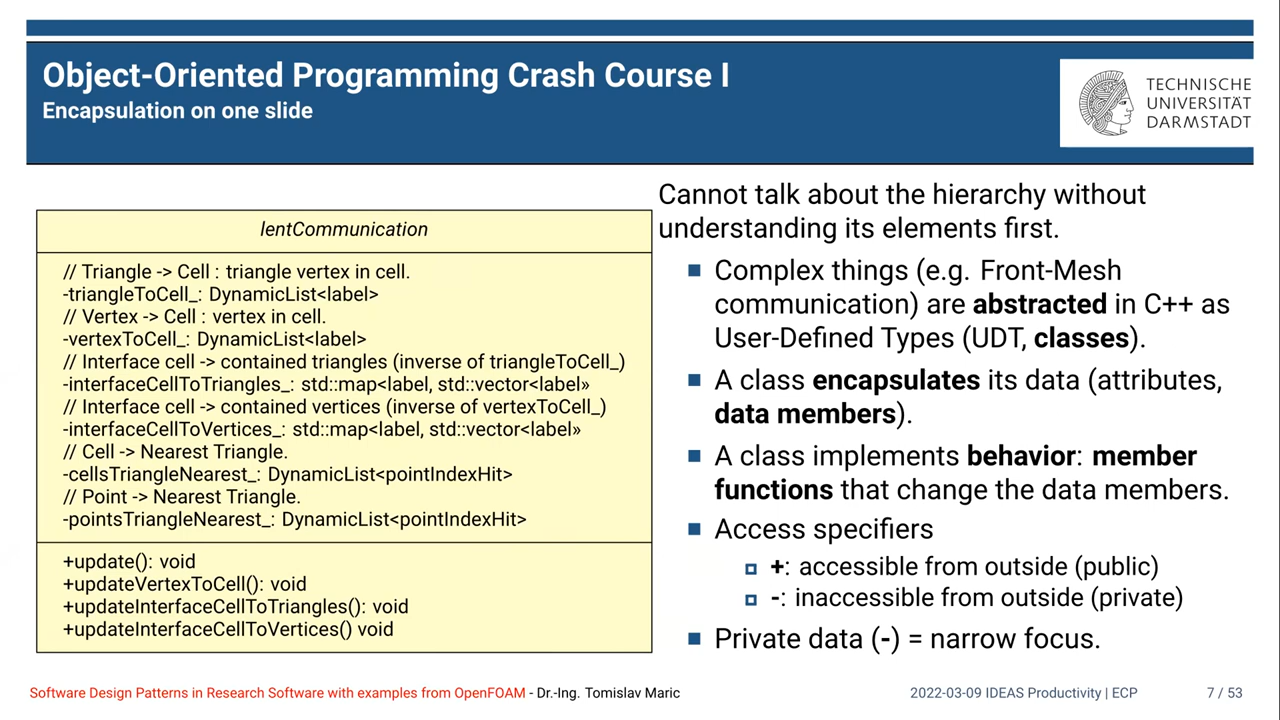 Object-Oriented Programming Crash Course I
Encapsulation on one slide
TECHNISCHE
UNIVERSITÄT
DARMSTADT
lentCommunication
// Triangle -> Cell : triangle vertex in cell.
-triangleToCell_: DynamicList<label>
// Vertex -> Cell : vertex in cell.
-vertexToCell_: DynamicList<label>
// Interface cell -> contained triangles (inverse of triangleToCell_)
-interfaceCellToTriangles_: std::map<label, std::vector<label»
// Interface cell -> contained vertices (inverse of vertexToCell_)
-interfaceCellToVertices_: std::map<label, std::vector<label»
// Cell -> Nearest Triangle.
-cellsTriangleNearest_: DynamicList<pointIndexHit>
// Point -> Nearest Triangle.
-pointsTriangleNearest_: DynamicList<pointIndexHit>
+update(): void
+updateVertexToCell(): void
+updateInterfaceCellToTriangles(): void
+updateInterfaceCellToVertices() void
Cannot talk about the hierarchy without
understanding its elements first.
Complex things (e.g. Front-Mesh
communication) are abstracted in C++ as
User-Defined Types (UDT, classes).
A class encapsulates its data (attributes,
data members).
A class implements behavior: member
functions that change the data members.
Access specifiers
+: accessible from outside (public)
-: inaccessible from outside (private)
Private data (-) = narrow focus.
Software Design Patterns in Research Software with examples from OpenFOAM - Dr.-Ing. Tomislav Maric
2022-03-09 IDEAS Productivity | ECP
7 / 53